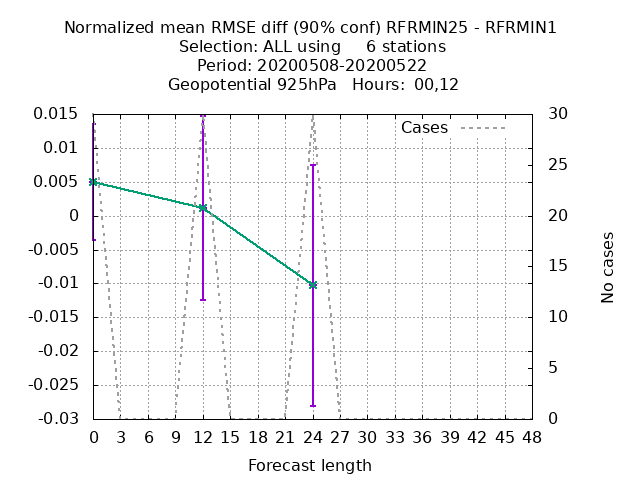 Normalized mean RMSE diff (90% conf) RFRMIN25 - RFRMIN1
Selection: ALL using 6 stations
Period: 20200508-20200522
Geopotential 925hPa Hours: 00,12
Cases
0.015
0.01
0.005
0
-0.005
-0.01
-0.015
-0.02
-0.025
-0.03
30
25
20
15
10
5
0
No cases
0 3 6 9 12 15 18 21 24 27 30 33 36 39 42 45 48
Forecast length